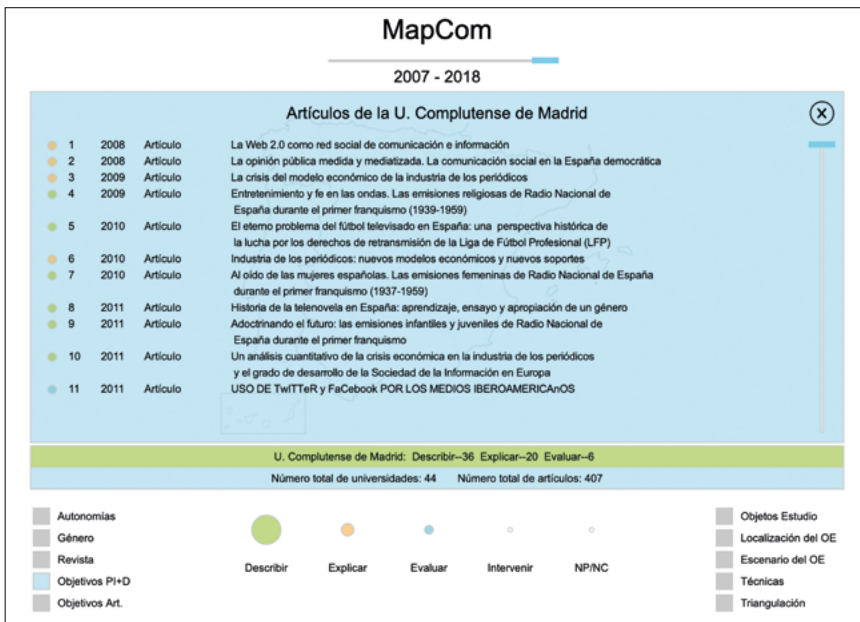 MapCom
2007 - 2018
Artículos de la U. Complutense de Madrid
X
1 2008 Artículo La Web 2.0 como red social de comunicación e información
2 2008 Artículo La opinión pública medida y mediatizada. La comunicación social en la España democrática
3 2009 Artículo La crisis del modelo económico de la industria de los periódicos
4 2009 Artículo Entretenimiento y fe en las ondas. Las emisiones religiosas de Radio Nacional de
España durante el primer franquismo (1939-1959)
5 2010 Artículo El eterno problema del fútbol televisado en España: una perspectiva histórica de
la lucha por los derechos de retransmisión de la Liga de Fútbol Profesional (LFP)
6 2010 Artículo Industria de los periódicos: nuevos modelos económicos y nuevos soportes
7 2010 Artículo Al oído de las mujeres españolas. Las emisiones femeninas de Radio Nacional de España
durante el primer franquismo (1937-1959)
8 2011 Artículo Historia de la telenovela en España: aprendizaje, ensayo y apropiación de un género
9 2011 Artículo Adoctrinando el futuro: las emisiones infantiles y juveniles de Radio Nacional de
España durante el primer franquismo
10 2011 Artículo Un análisis cuantitativo de la crisis económica en la industria de los periódicos
y el grado de desarrollo de la Sociedad de la Información en Europa
11 2011 Artículo USO DE TwITTeR y FaCebook POR LOS MEDIOS IBEROAMERICAnOS
U. Complutense de Madrid: Describir--36 Explicar--20 Evaluar--6
Número total de universidades: 44 Número total de artículos: 407
Autonomías
Género
Revista
Objetivos PI+D
Objetivos Art.
Describir Explicar Evaluar Intervenir NP/NC
Objetos Estudio
Localización del OE
Escenario del OE
Técnicas
Triangulación